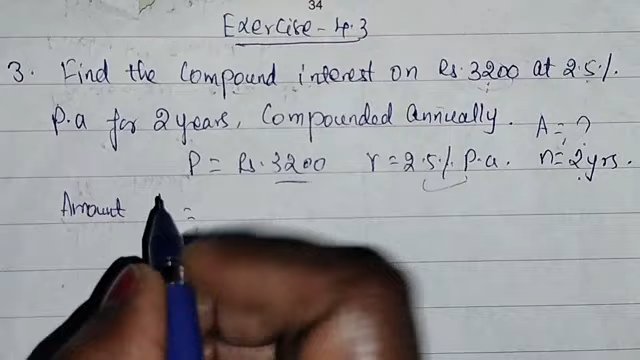 34
Exercise - 4.3
3. Find the Compound interest on Rs. 3200 at 2.5%
p.a for 2 years, Compounded Annually. A = ?
P = Rs. 3200 r = 2.5% p.a. n = 2 yrs.
Amount =